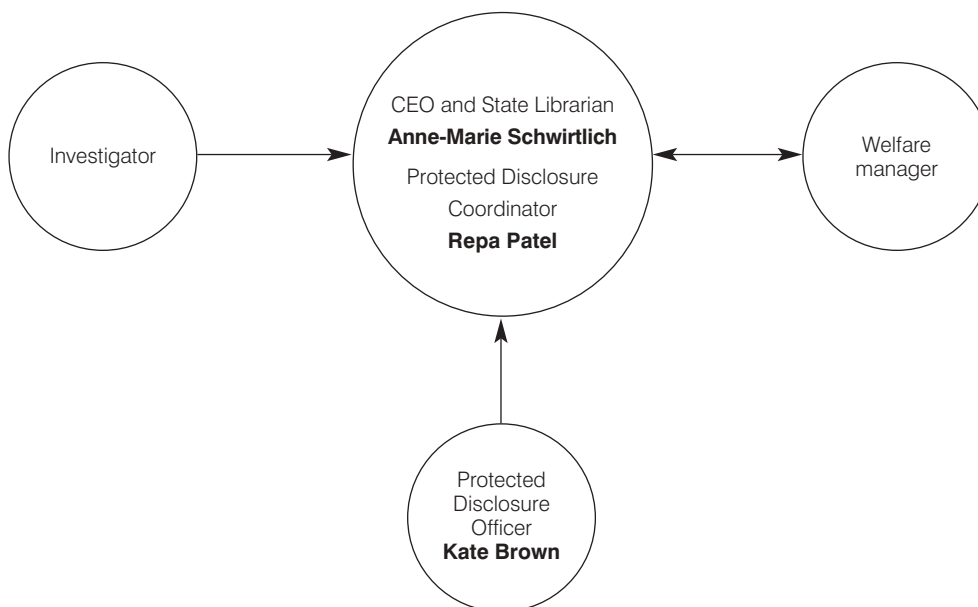 Investigator
CEO and State Librarian
Anne-Marie Schwirtlich
Protected Disclosure
Coordinator
Repa Patel
Welfare
manager
Protected
Disclosure
Officer
Kate Brown